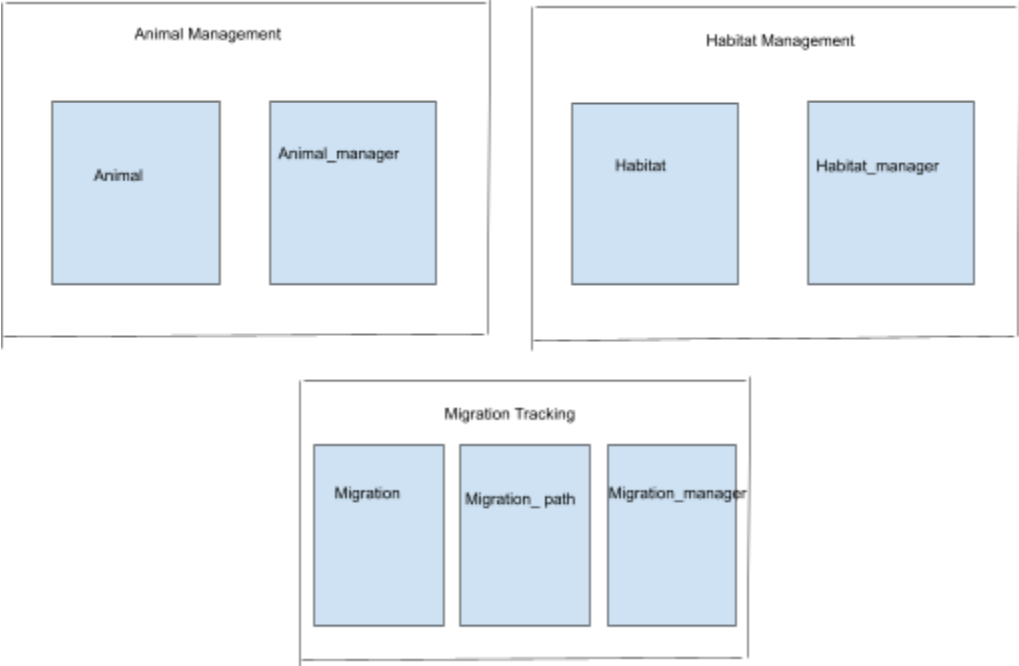 Animal Management
Habitat Management
Animal
Animal_manager
Habitat
Habitat_manager
Migration Tracking
Migration
Migration_ path
Migration_manager